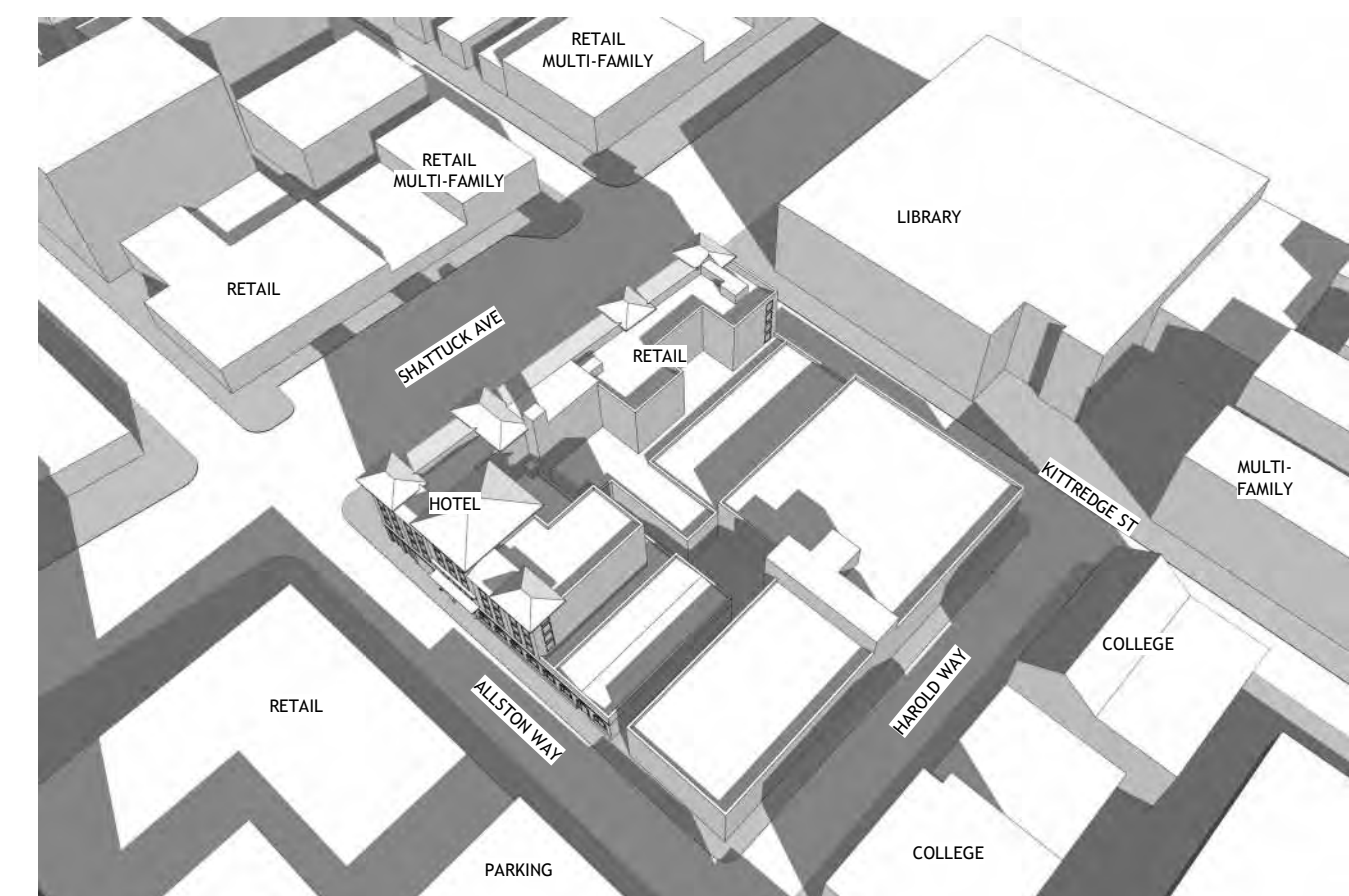 RETAIL
MULTI-FAMILY
RETAIL
MULTI-FAMILY
LIBRARY
RETAIL
SHATTUCK AVE
RETAIL
HOTEL
KITTREDGE ST
MULTI-
FAMILY
COLLEGE
HAROLD WAY
RETAIL
ALLSTON WAY
COLLEGE
PARKING